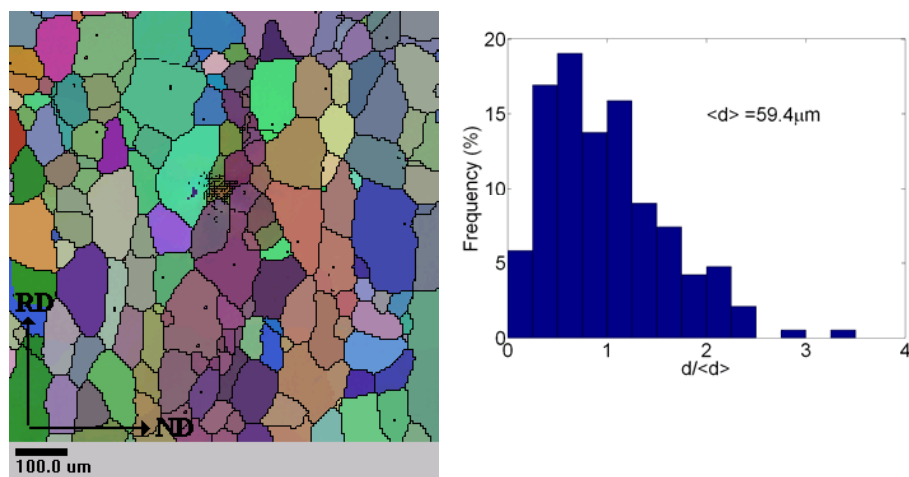 RD
ND
100.0 um
20
15
10
5
0
Frequency (%)
<d> =59.4μm
0 1 2 3 4
d/<d>